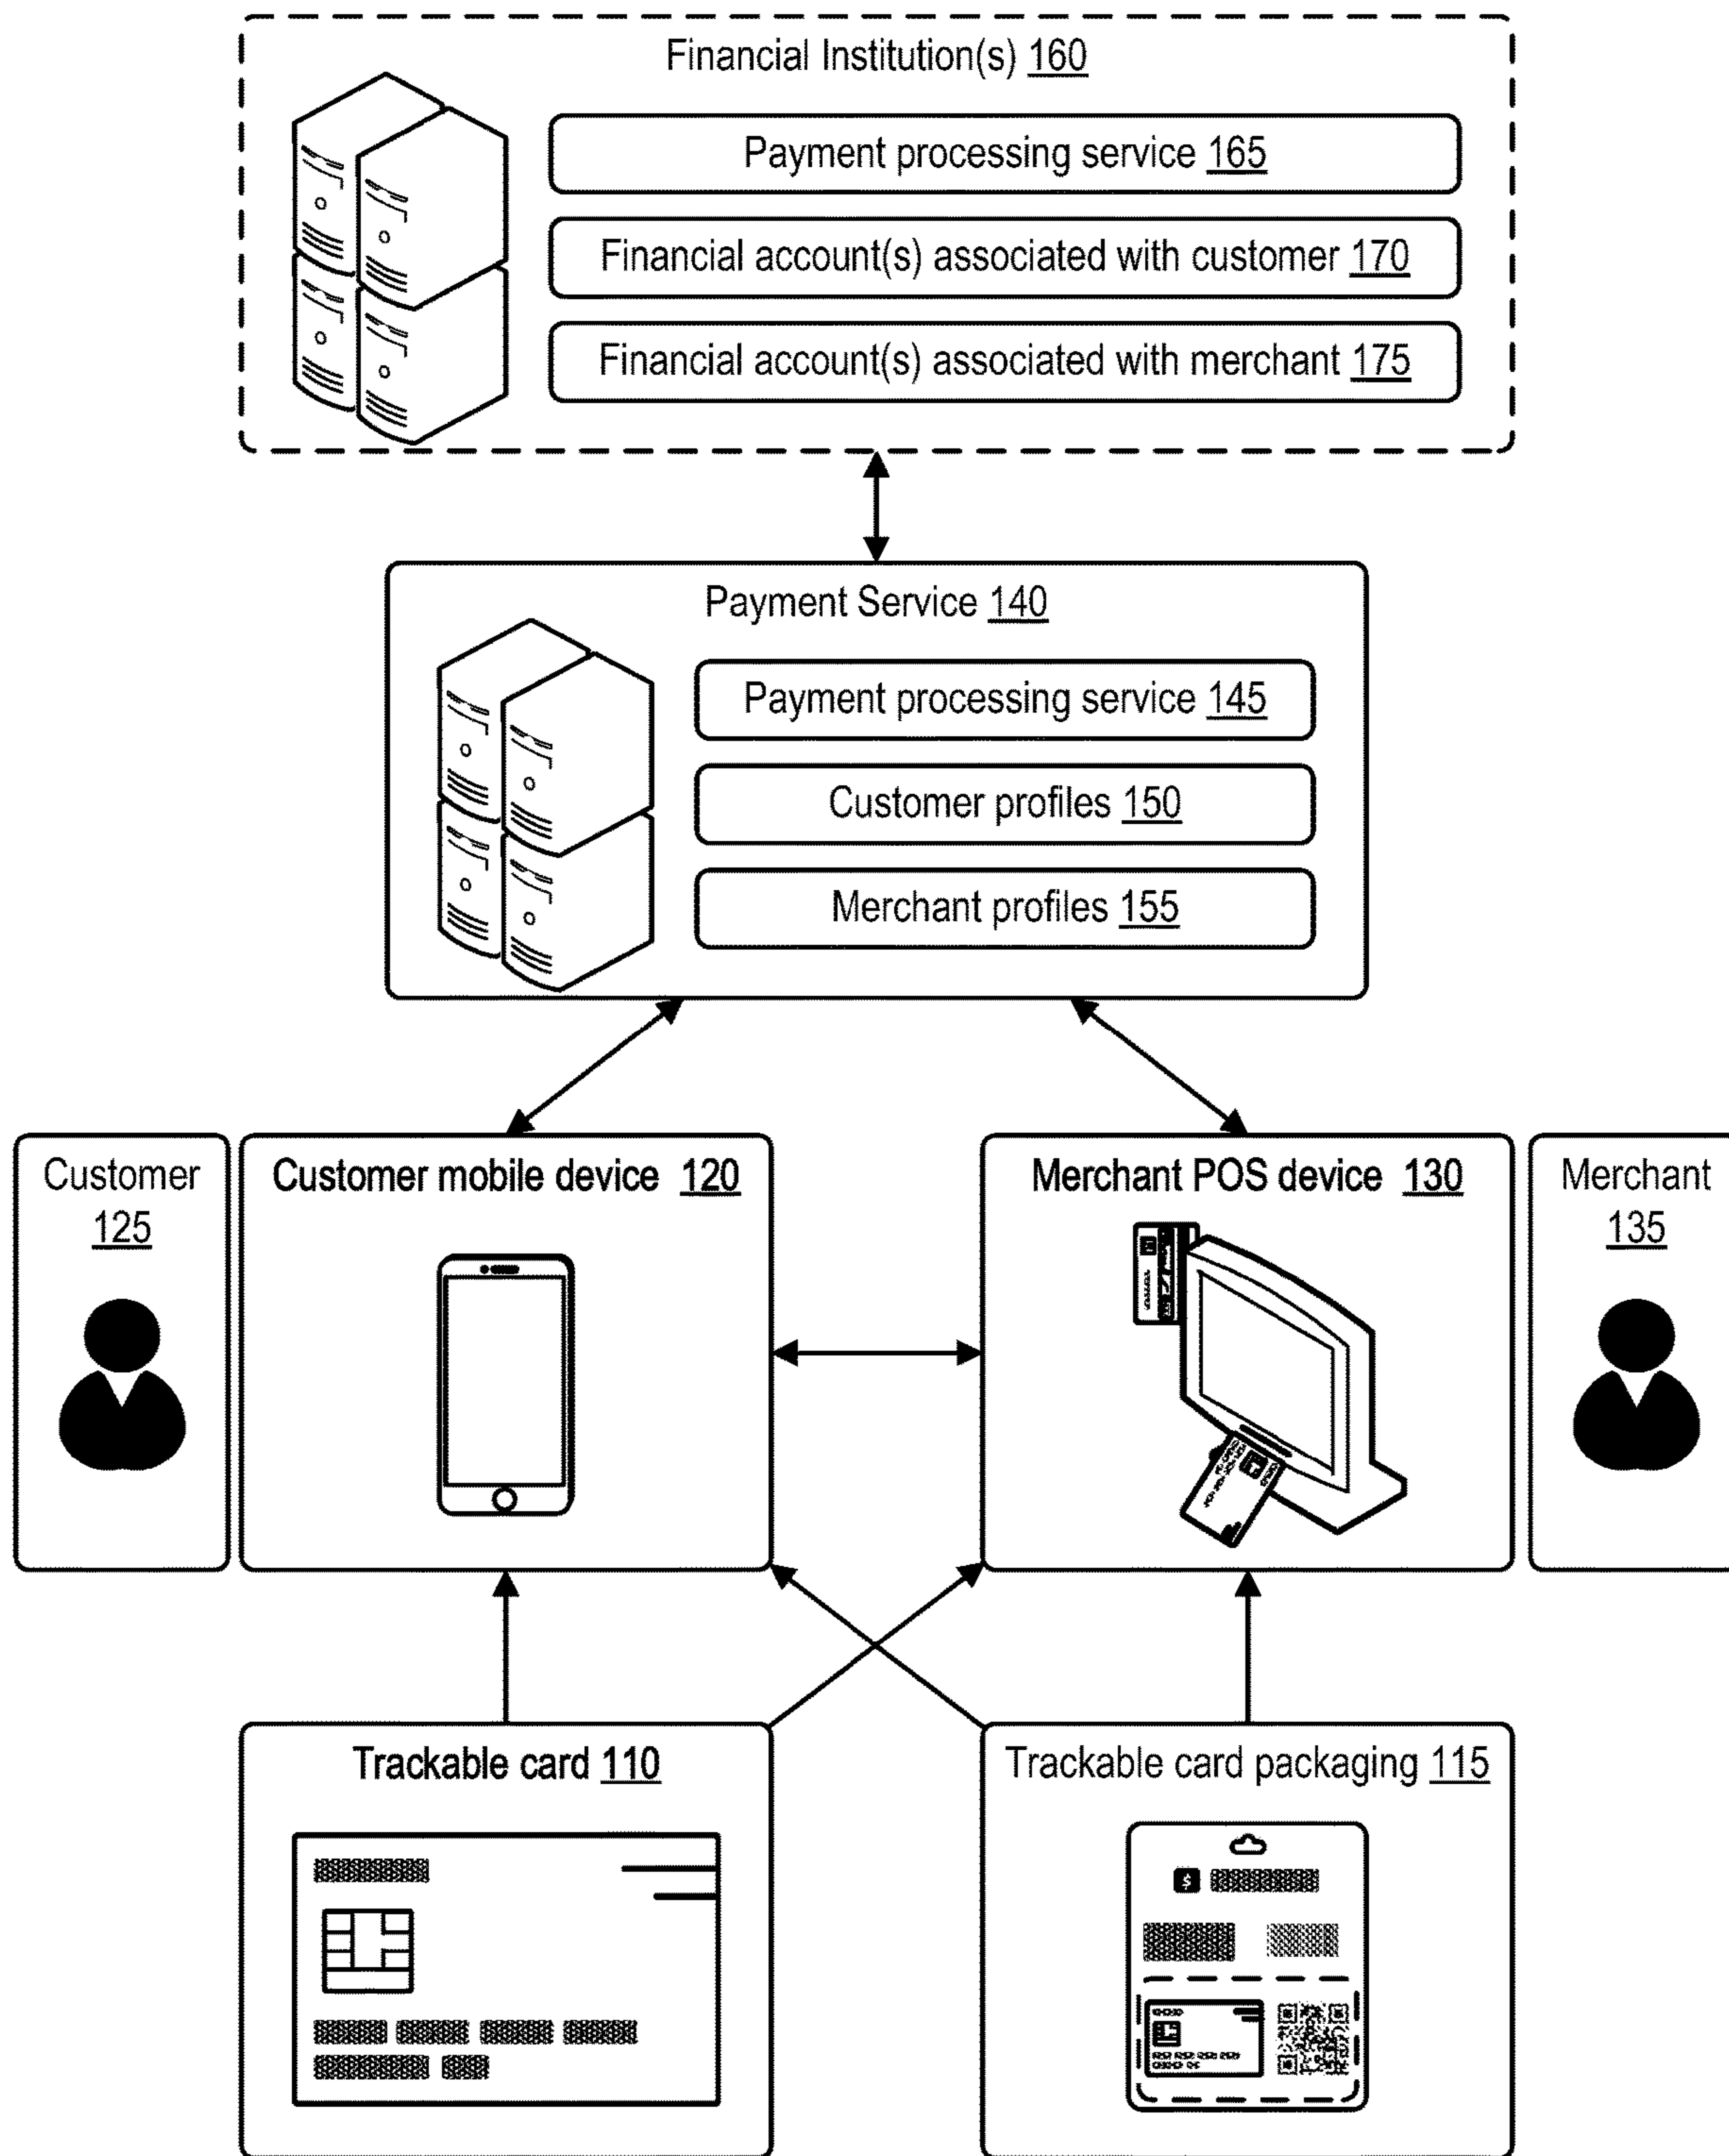 Financial Institution(s) 160
Payment processing service 165
Financial account(s) associated with customer 170
Financial account(s) associated with merchant 175
Payment Service 140
Payment processing service 145
Customer profiles 150
Merchant profiles 155
Customer
125
Customer mobile device 120
Merchant POS device 130
Merchant
135
Trackable card 110
Trackable card packaging 115
$